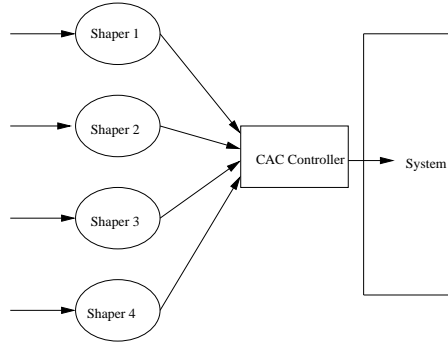 Shaper 1
Shaper 2
CAC Controller
System
Shaper 3
Shaper 4